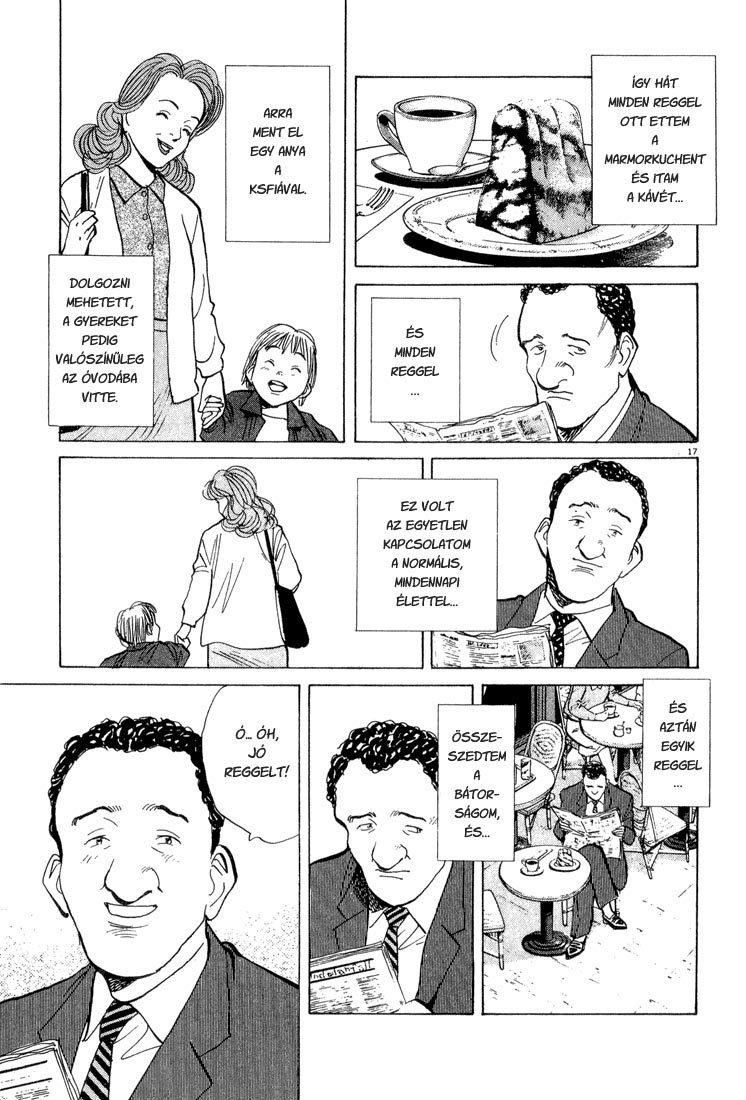 ÍGY HÁT
MINDEN REGGEL
OTT ETTEM
A
MARMORKUCHENT
ÉS ITAM
A KÁVÉT...
ARRA
MENT EL
EGY ANYA
A
KSFIÁVAL.
DOLGOZNI
MEHETETT,
A GYEREKET
PEDIG
VALÓSZÍNÜLEG
AZ ÓVODÁBA
VITTE.
ÉS
MINDEN
REGGEL
...
17
EZ VOLT
AZ EGYETLEN
KAPCSOLATOM
A NORMÁLIS,
MINDENNAPI
ÉLETTEL...
ÉS
AZTÁN
EGYIK
REGGEL
...
ÖSSZE-
SZEDTEM
A
BÁTOR-
SÁGOM,
ÉS...
Ó... ÓH,
JÓ
REGGELT!